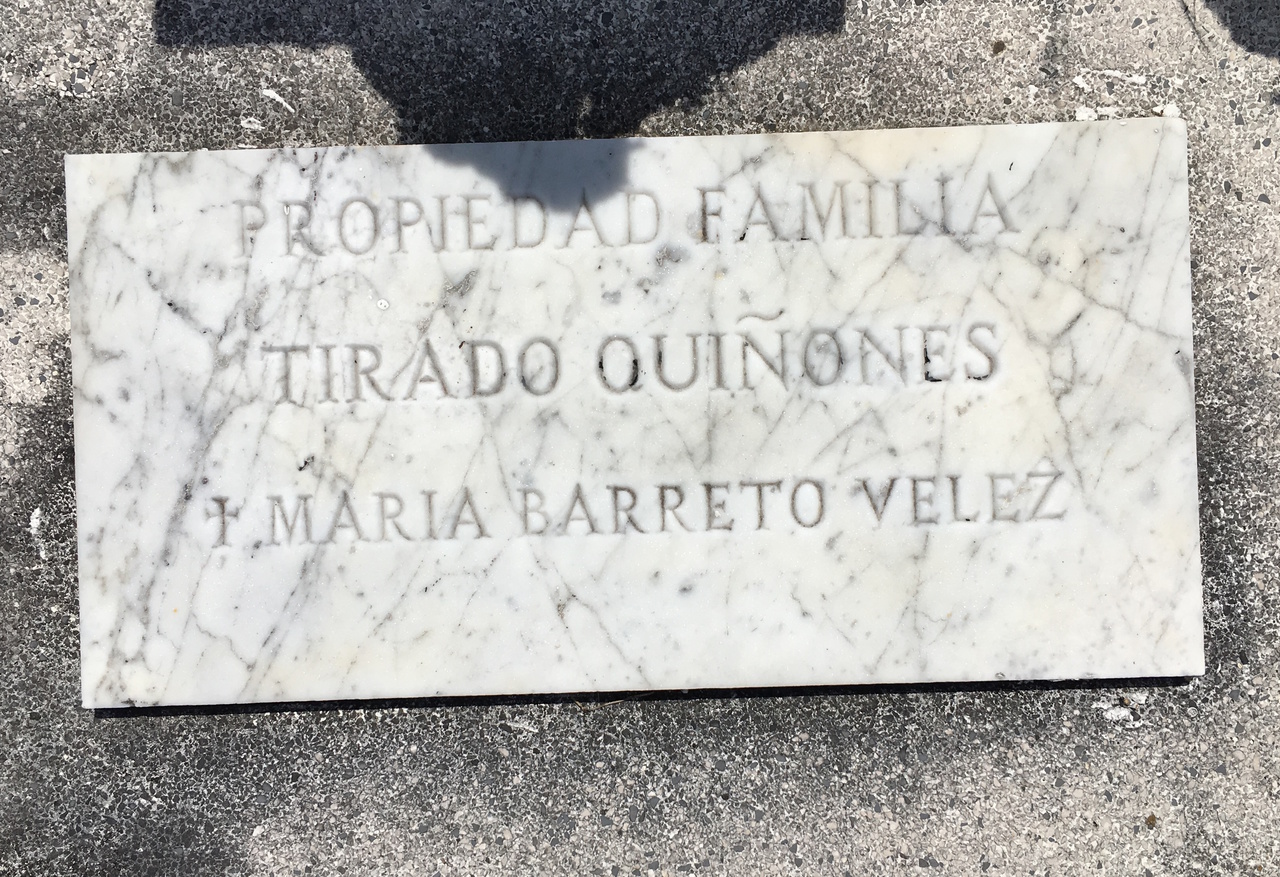 PROPIEDAD FAMILIA
TIRADO QUIÑONES
† MARIA BARRETO VELEZ